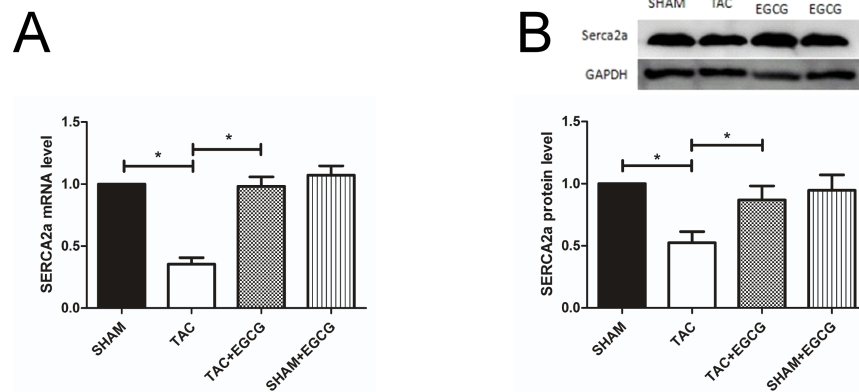 A
SERCA2a mRNA level
1.5
1.0
0.5
0.0
*
*
SHAM
TAC
TAC+EGCG
SHAM+EGCG
B
SHAM TAC EGCG EGCG
Serca2a
GAPDH
SERCA2a protein level
1.5
1.0
0.5
0.0
*
*
SHAM
TAC
TAC+EGCG
SHAM+EGCG